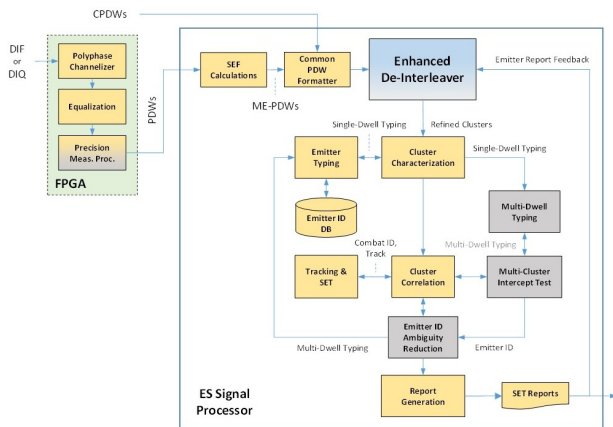 CPDWs
DIF
or
DIQ
Polyphase
Channelizer
Equalization
Precision
Meas. Proc.
FPGA
PDWs
SEF
Calculations
ME-PDWs
Common
PDW
Formatter
Enhanced
De-Interleaver
Emitter Report Feedback
Single-Dwell Typing
Refined Clusters
Single-Dwell Typing
Emitter
Typing
Cluster
Characterization
Emitter ID
DB
Multi-Dwell
Typing
Multi-Dwell Typing
Combat ID,
Track
Tracking &
SET
Cluster
Correlation
Multi-Cluster
Intercept Test
Multi-Dwell Typing
Emitter ID
Ambiguity
Reduction
Emitter ID
Report
Generation
SET Reports
ES Signal
Processor